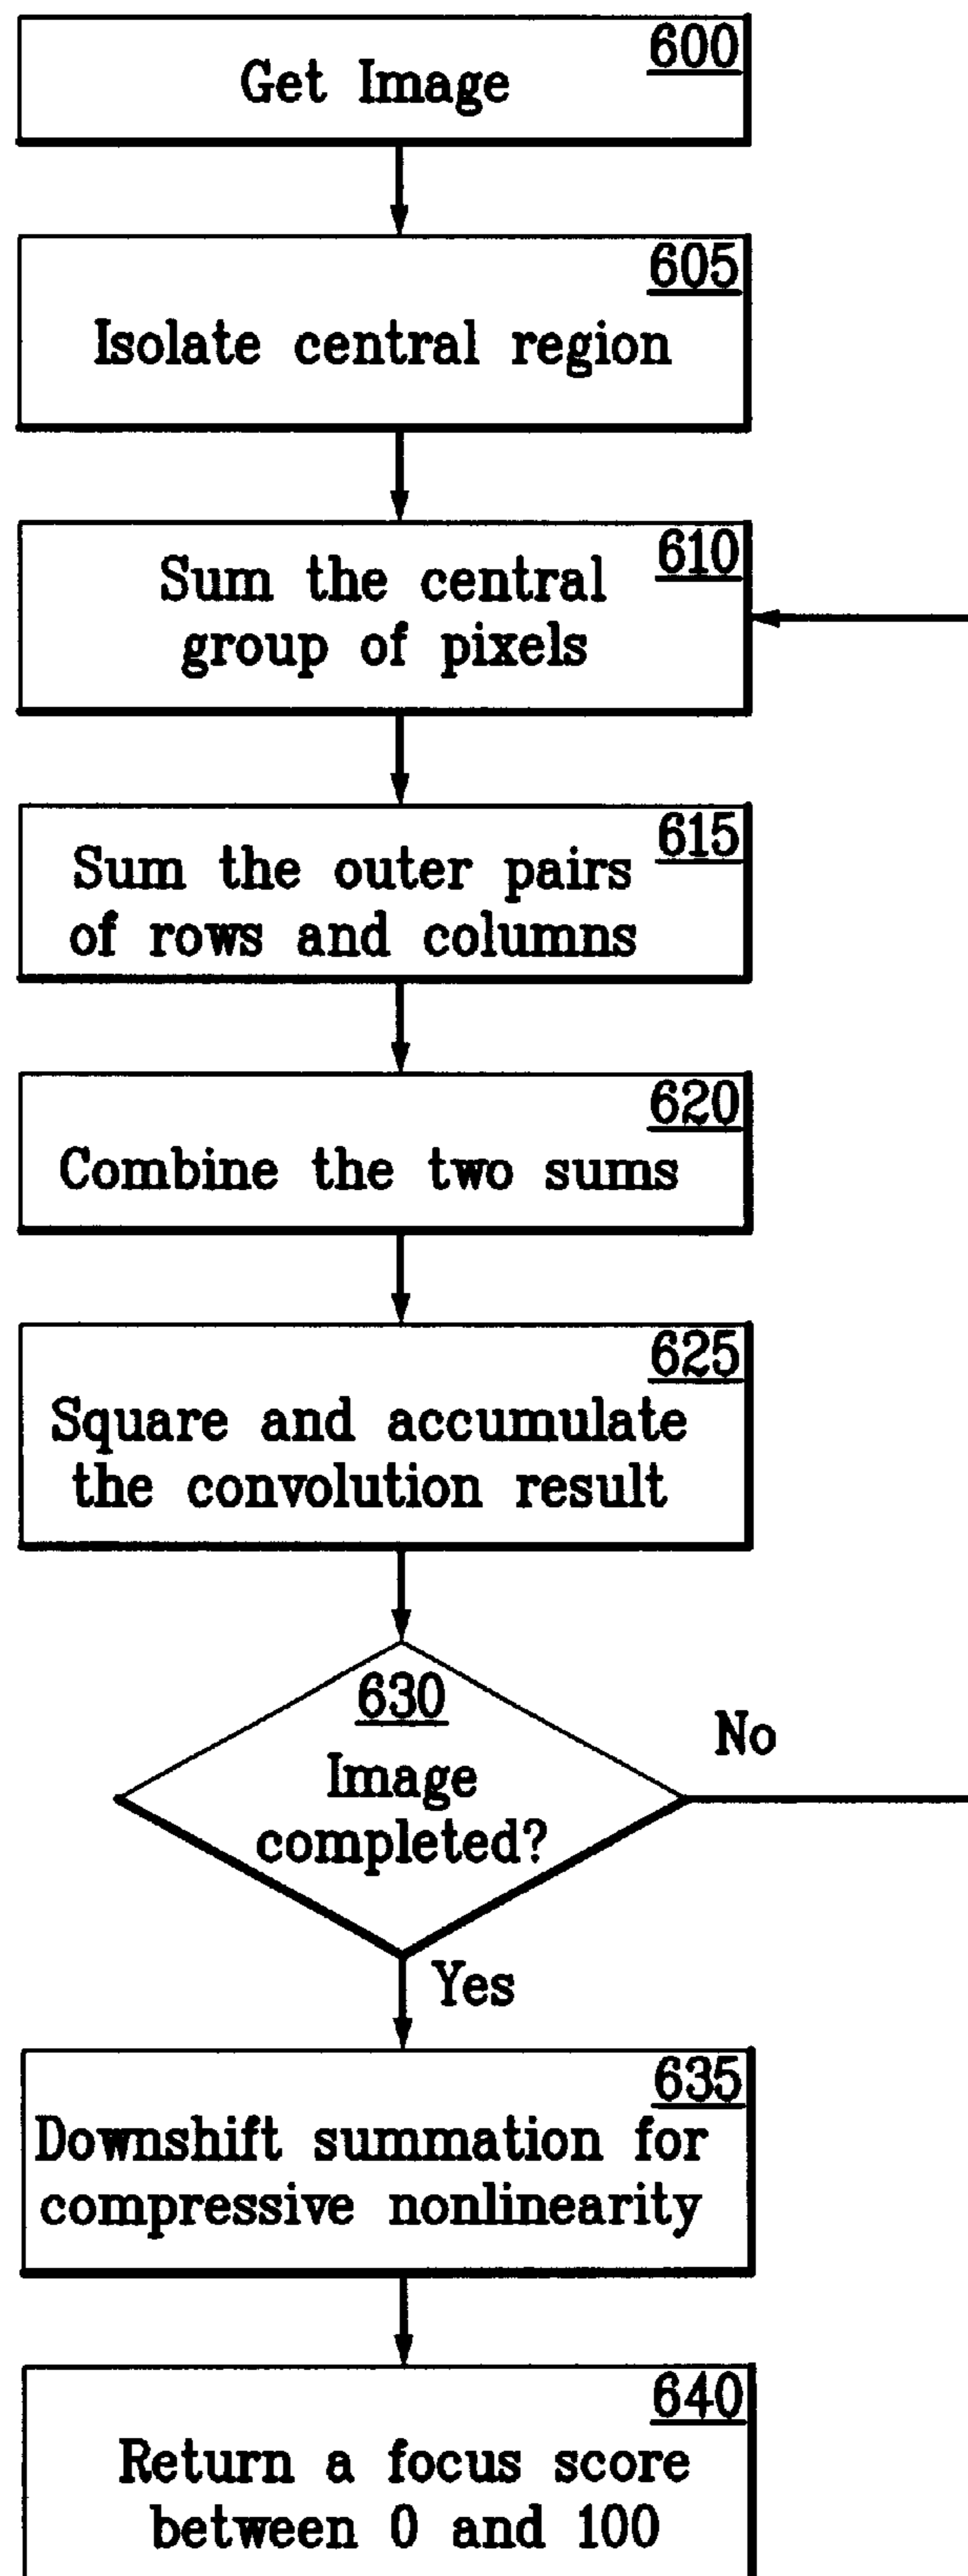 600
Get Image
605
Isolate central region
610
Sum the central
group of pixels
615
Sum the outer pairs
of rows and columns
620
Combine the two sums
625
Square and accumulate
the convolution result
630
Image
completed?
No
Yes
635
Downshift summation for
compressive nonlinearity
640
Return a focus score
between 0 and 100